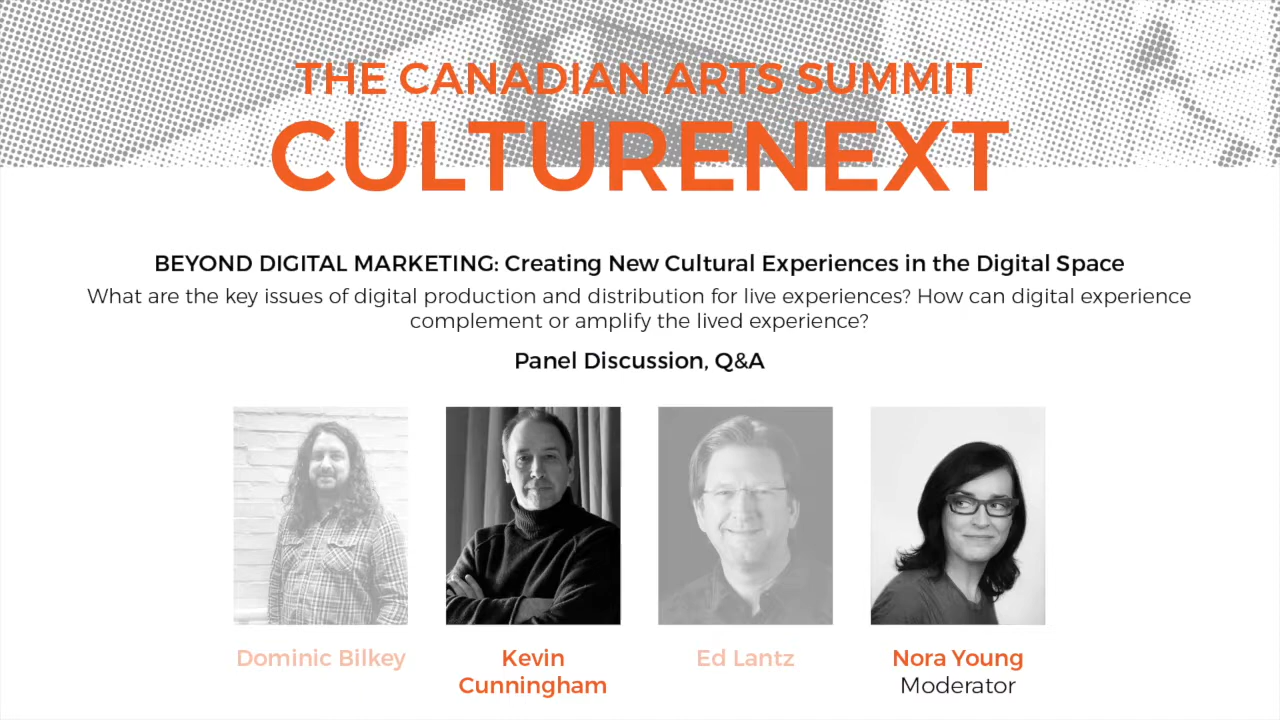 THE CANADIAN ARTS SUMMIT
CULTURENEXT
BEYOND DIGITAL MARKETING: Creating New Cultural Experiences in the Digital Space
What are the key issues of digital production and distribution for live experiences? How can digital experience
complement or amplify the lived experience?
Panel Discussion, Q&A
Dominic Bilkey
Kevin
Cunningham
Ed Lantz
Nora Young
Moderator